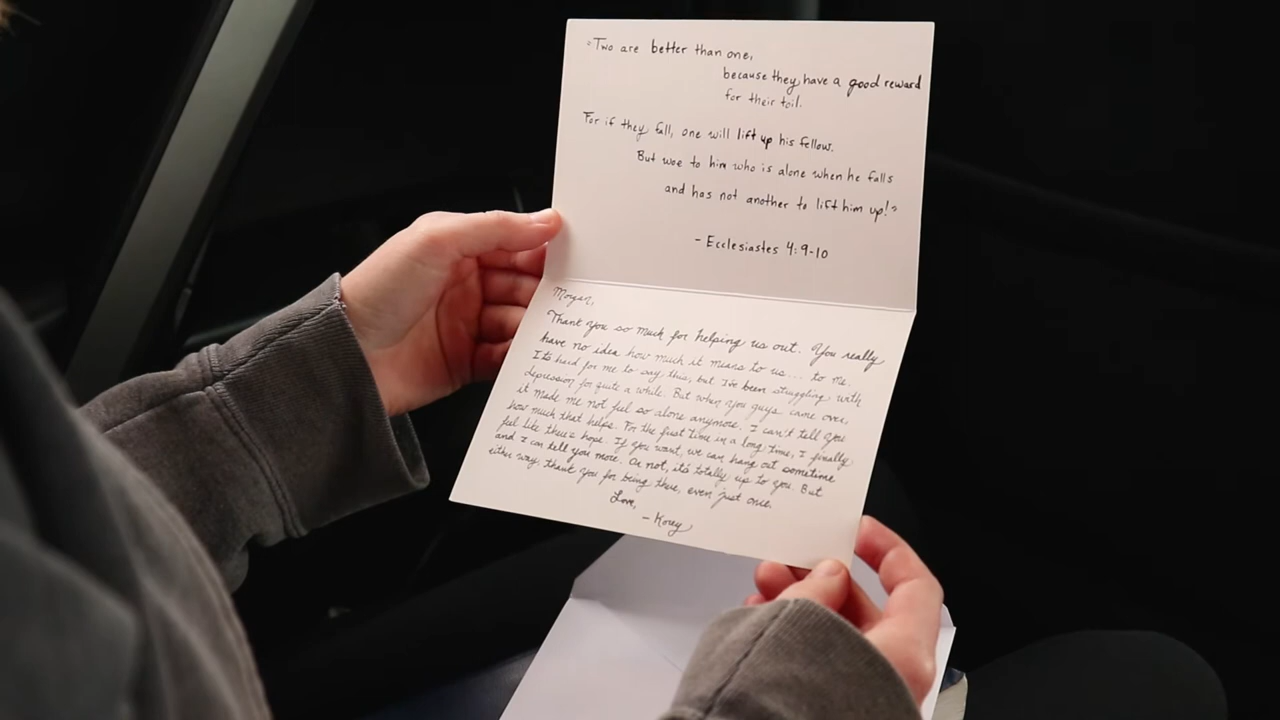 "Two are better than one,
because they have a good reward
for their toil.
For if they fall, one will lift up his fellow.
But woe to him who is alone when he falls
and has not another to lift him up!"
- Ecclesiastes 4:9-10
Morgan,
Thank you so much for helping us out. You really
have no idea how much it means to us... to me.
It's hard for me to say this, but I've been struggling with
depression for quite a while. But when you guys came over,
it made me not feel so alone anymore. I can't tell you
how much that helps. For the first time in a long time, I finally
feel like there's hope. If you want, we can hang out sometime
and I can tell you more. Or not, it's totally up to you. But
either way, thank you for being there, even just once.
Love,
- Korey